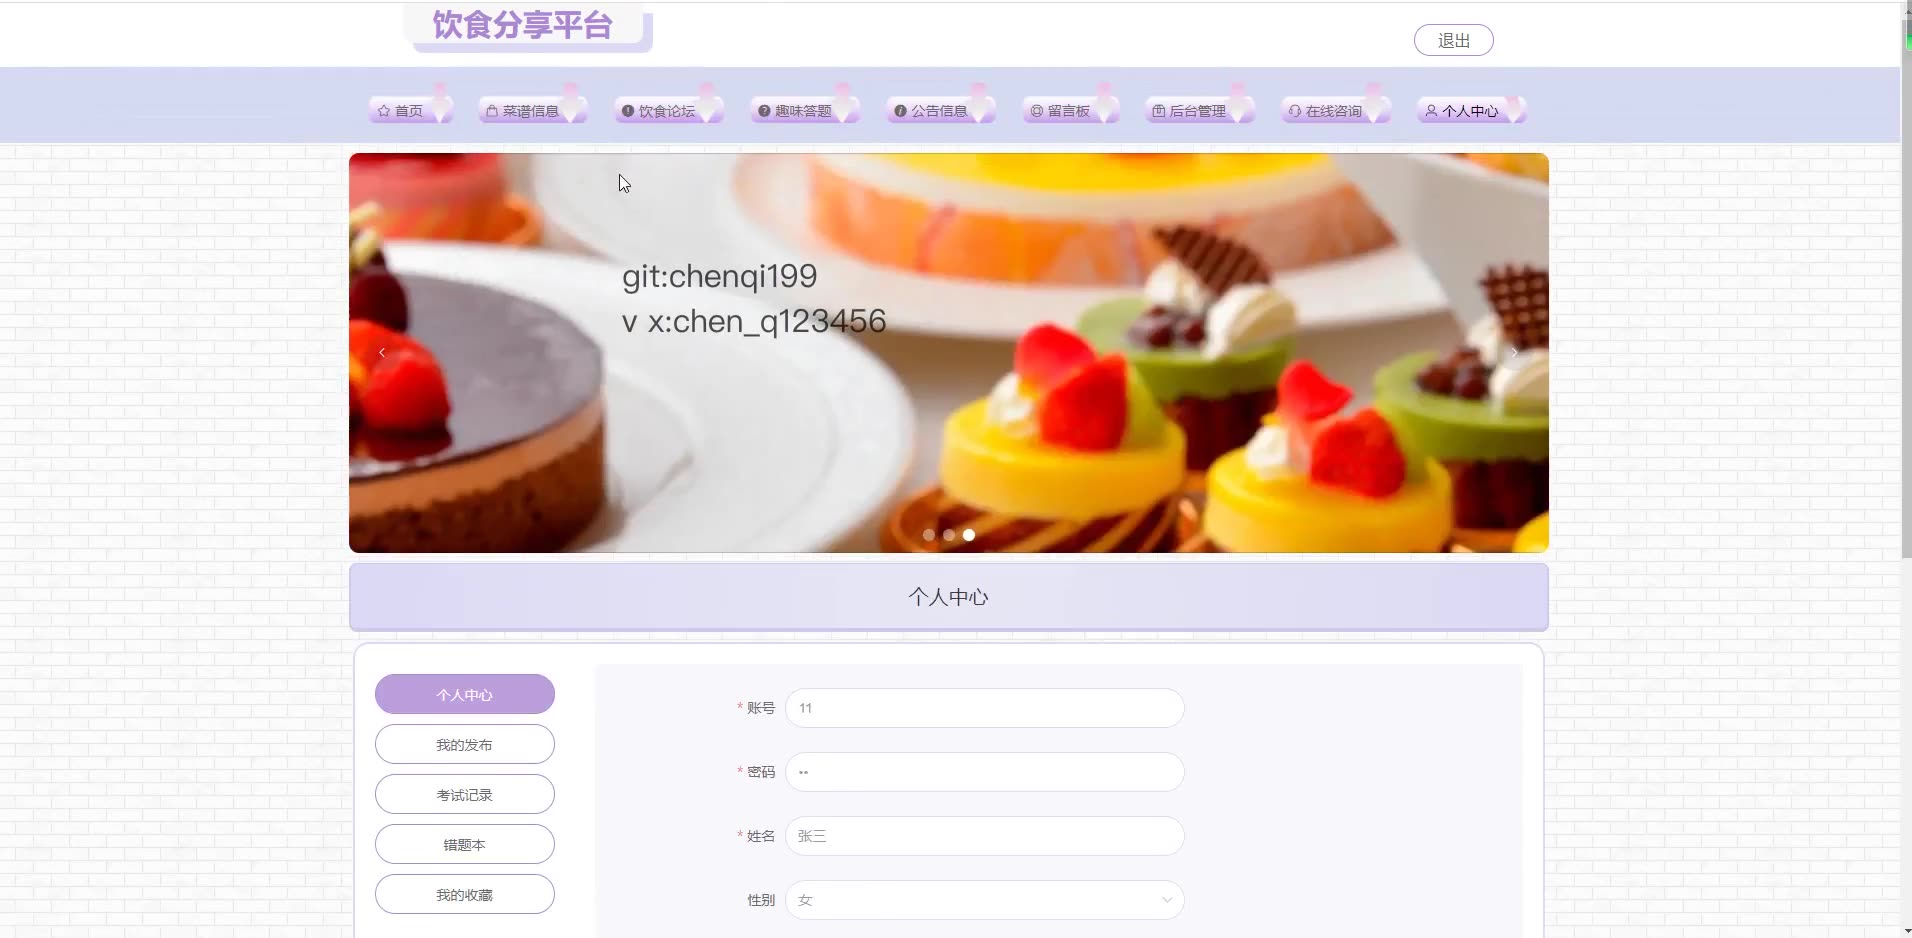 饮食分享平台
退出
首页 菜谱信息 饮食论坛 趣味答题 公告信息 留言板 后台管理 在线咨询 个人中心
git:chenqi199
v x:chen_q123456
个人中心
个人中心
* 账号 11
我的发布
* 密码 ••
考试记录
* 姓名 张三
错题本
性别 女
我的收藏